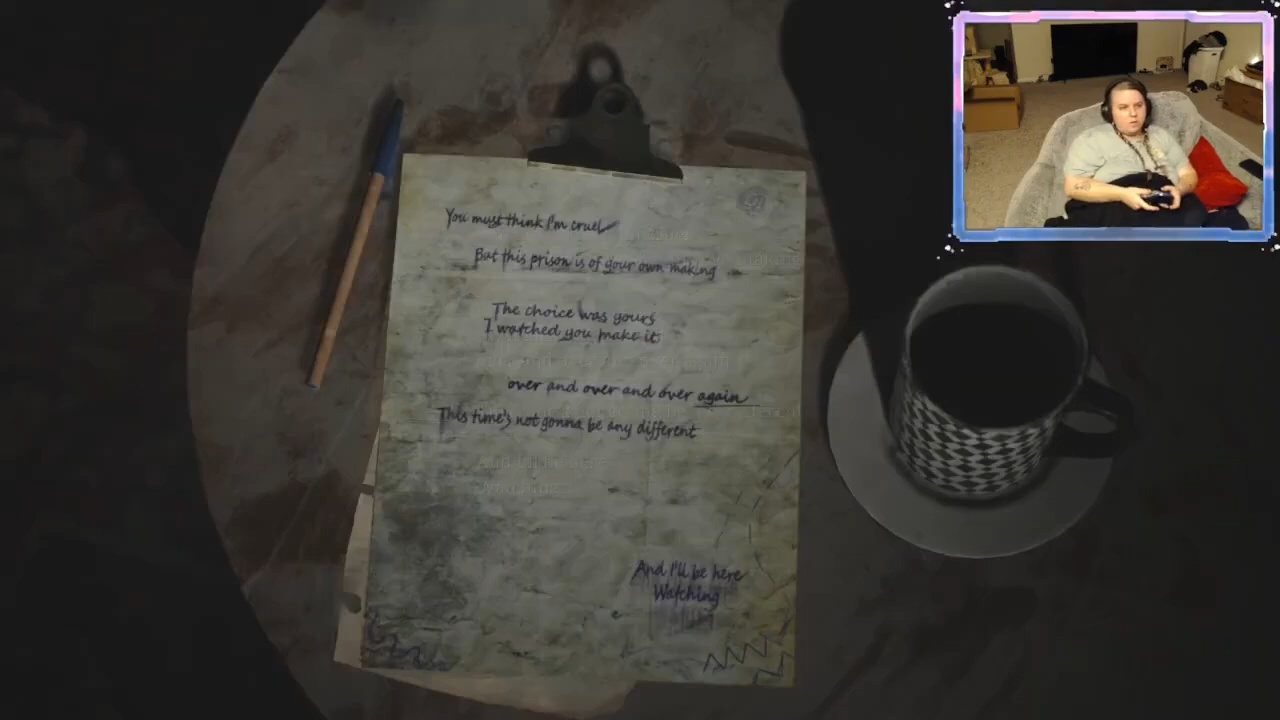 You must think I'm cruel
But this prison is of your own making
The choice was yours
I watched you make it
over and over and over again
This time's not gonna be any different
And I'll be here
Watching